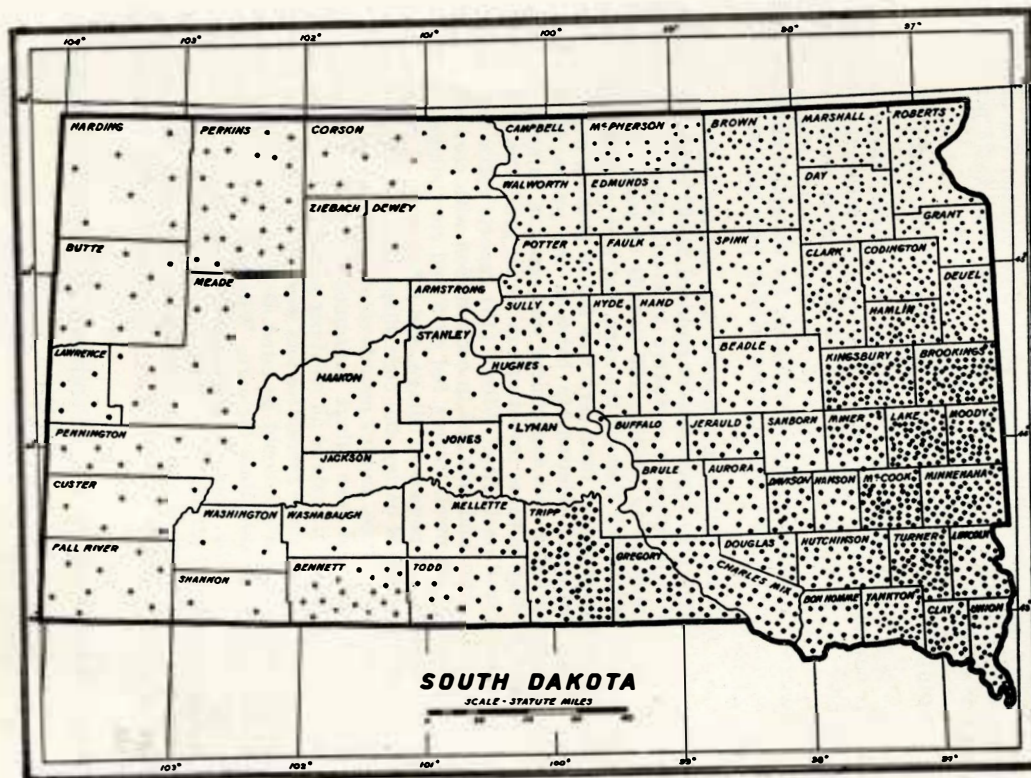 104° 103° 102° 101° 100° 99° 98° 97°
HARDING PERKINS CORSON CAMPBELL McPHERSON BROWN MARSHALL ROBERTS
WALWORTH EDMUNDS DAY
ZIEBACH DEWEY GRANT
BUTTE POTTER FAULK SPINK CLARK CODINGTON
MEADE DEUEL
ARMSTRONG
SULLY HYDE HAND HAMLIN
STANLEY
LAWRENCE BEADLE KINGSBURY BROOKINGS
HAAKON HUGHES
PENNINGTON JONES LYMAN BUFFALO JERAULD SANBORN MINER LAKE MOODY
JACKSON BRULE AURORA
CUSTER DAVISON HANSON McCOOK MINNEHAHA
WASHINGTON WASHABAUGH MELLETTE TRIPP
FALL RIVER GREGORY DOUGLAS HUTCHINSON TURNER LINCOLN
SHANNON BENNETT TODD CHARLES MIX
BON HOMME YANKTON CLAY UNION
SOUTH DAKOTA
SCALE - STATUTE MILES
103° 102° 101° 100° 99° 98° 97°